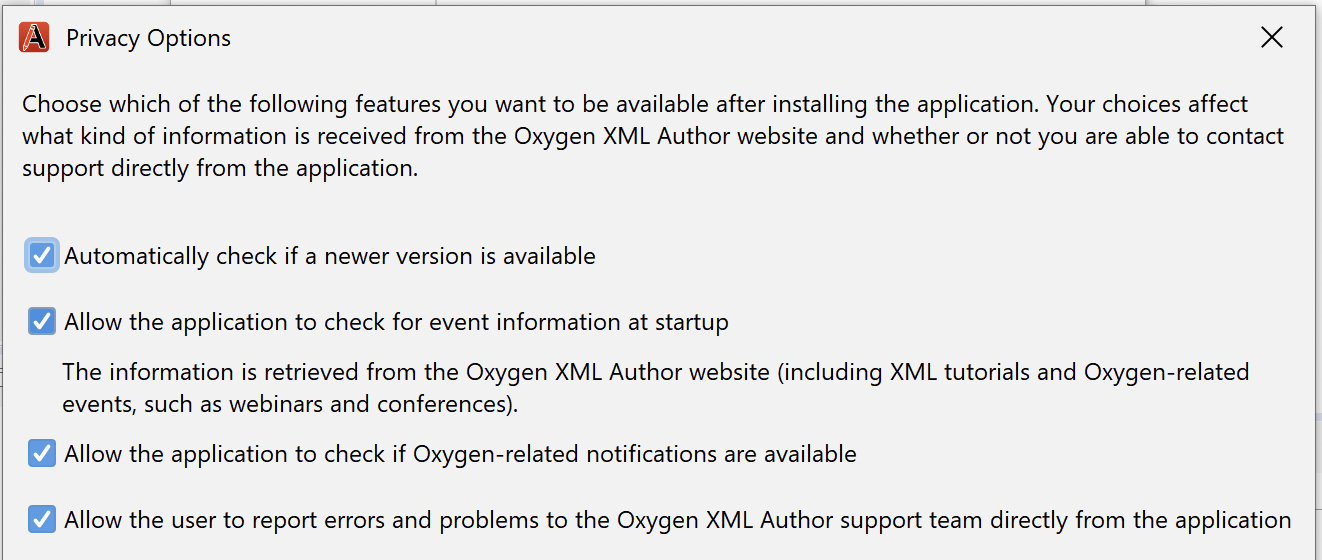 Privacy Options
Choose which of the following features you want to be available after installing the application. Your choices affect
what kind of information is received from the Oxygen XML Author website and whether or not you are able to contact
support directly from the application.
Automatically check if a newer version is available
Allow the application to check for event information at startup
The information is retrieved from the Oxygen XML Author website (including XML tutorials and Oxygen-related
events, such as webinars and conferences).
Allow the application to check if Oxygen-related notifications are available
Allow the user to report errors and problems to the Oxygen XML Author support team directly from the application